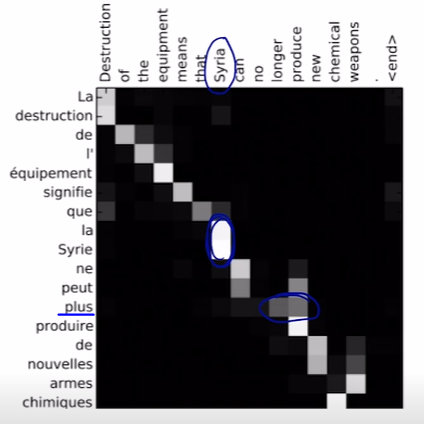 Destruction
of
the
equipment
means
that
Syria
can
no
longer
produce
new
chemical
weapons
.
<end>
La
destruction
de
l'
équipement
signifie
que
la
Syrie
ne
peut
plus
produire
de
nouvelles
armes
chimiques